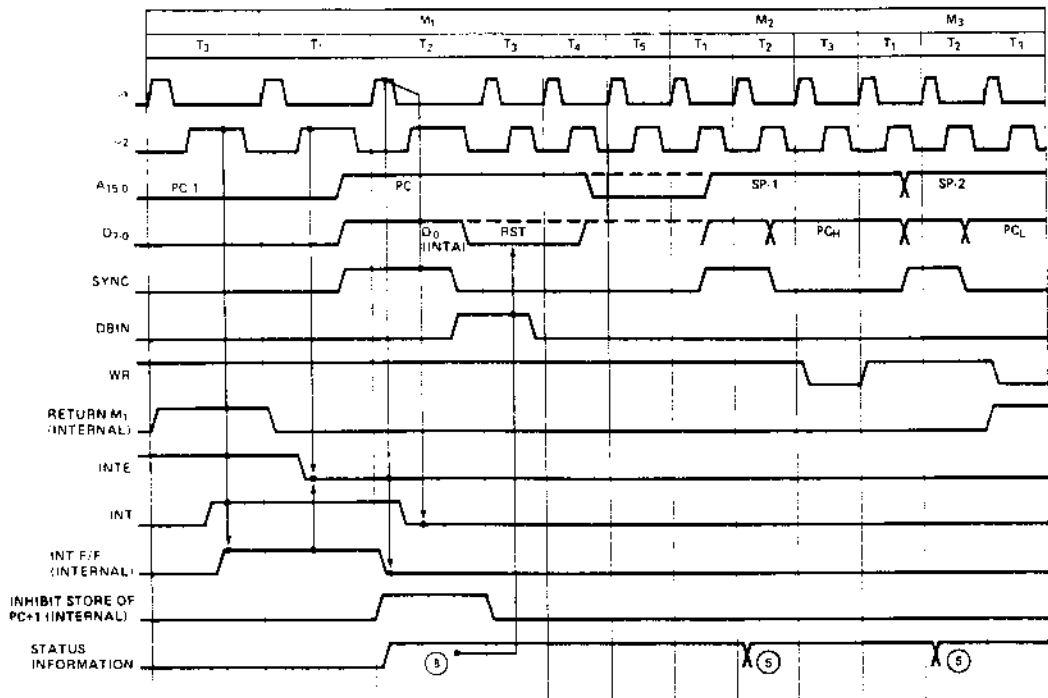 M1 M2 M3
T3 T1 T2 T3 T4 T5 T1 T2 T3 T1 T2 T3
A15-0 PC-1 PC SP-1 SP-2
D7-0 D0 (INTA) RST PCH PCL
SYNC
DBIN
WR
RETURN M1
(INTERNAL)
INTE
INT
INT F/F
(INTERNAL)
INHIBIT STORE OF
PC+1 (INTERNAL)
STATUS
INFORMATION 8 5 5